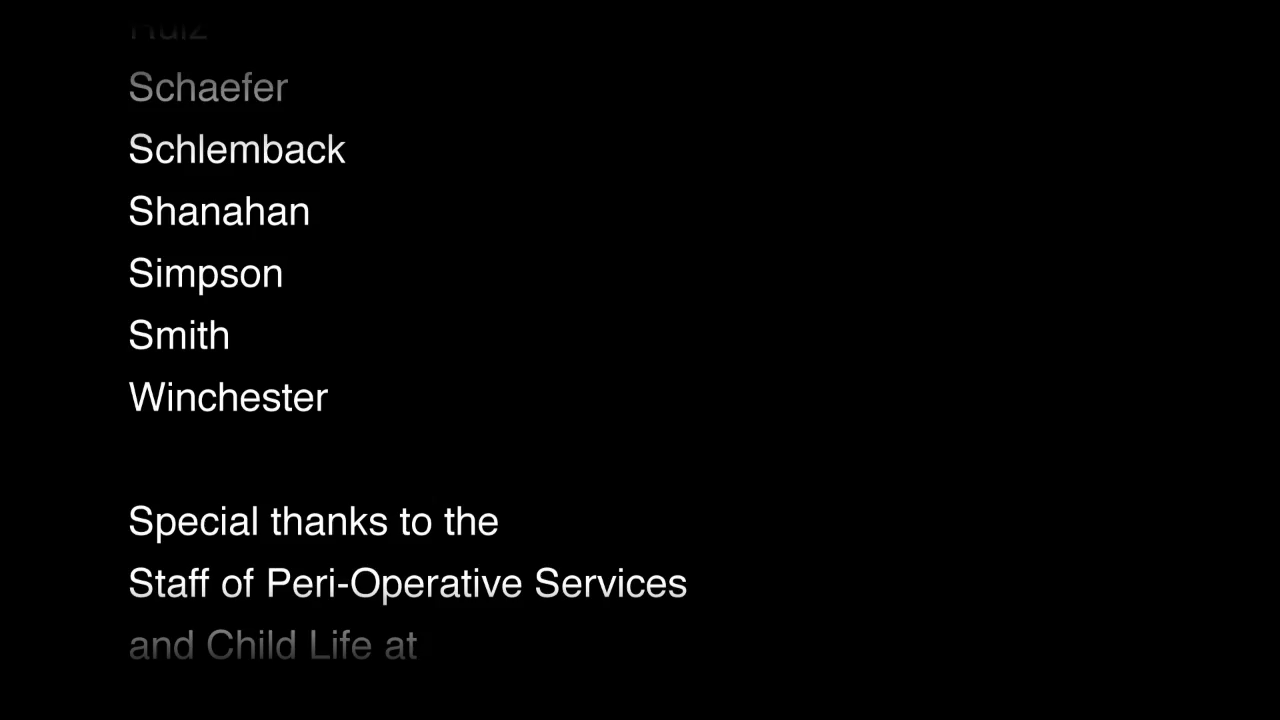 Ruiz
Schaefer
Schlemback
Shanahan
Simpson
Smith
Winchester
Special thanks to the
Staff of Peri-Operative Services
and Child Life at